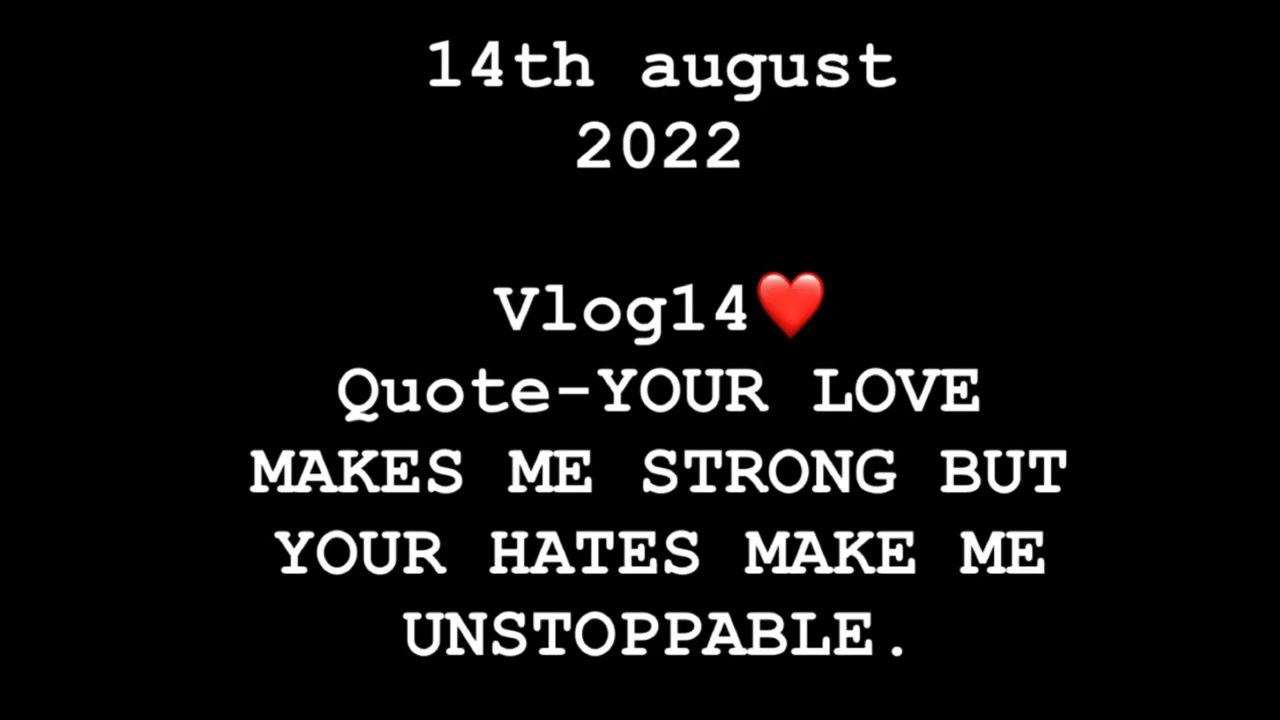 14th august
2022
Vlog14❤️
Quote-YOUR LOVE
MAKES ME STRONG BUT
YOUR HATES MAKE ME
UNSTOPPABLE.